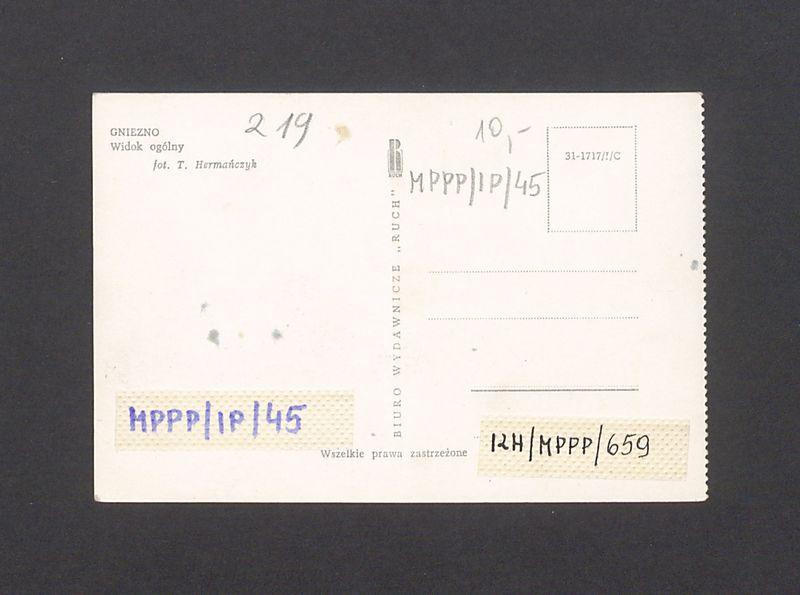 GNIEZNO
Widok ogólny
fot. T. Hermańczyk
219
10,-
MPPP/IP/45
31-1717/I/C
RUCH
BIURO WYDAWNICZE „RUCH"
MPPP/IP/45
Wszelkie prawa zastrzeżone
12H/MPPP/659